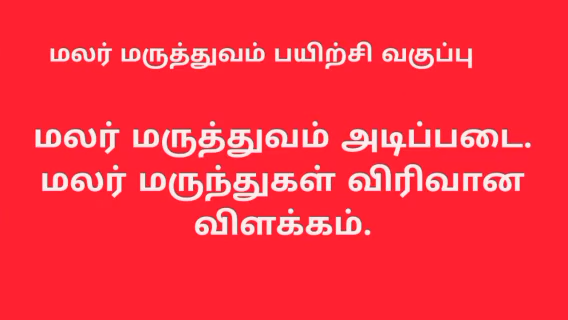 மலர் மருத்துவம் பயிற்சி வகுப்பு
மலர் மருத்துவம் அடிப்படை.
மலர் மருந்துகள் விரிவான
விளக்கம்.